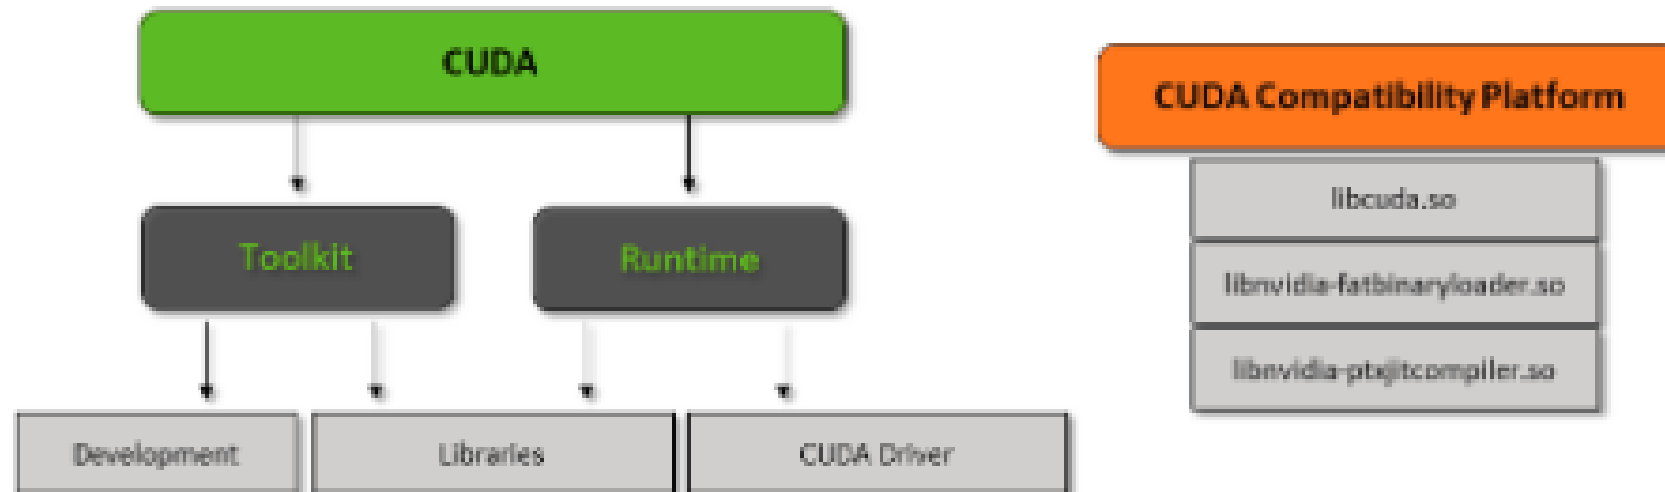 CUDA
CUDA Compatibility Platform
Toolkit
Runtime
libcuda.so
libnvidia-fatbinaryloader.so
libnvidia-ptxjitcompiler.so
Development
Libraries
CUDA Driver